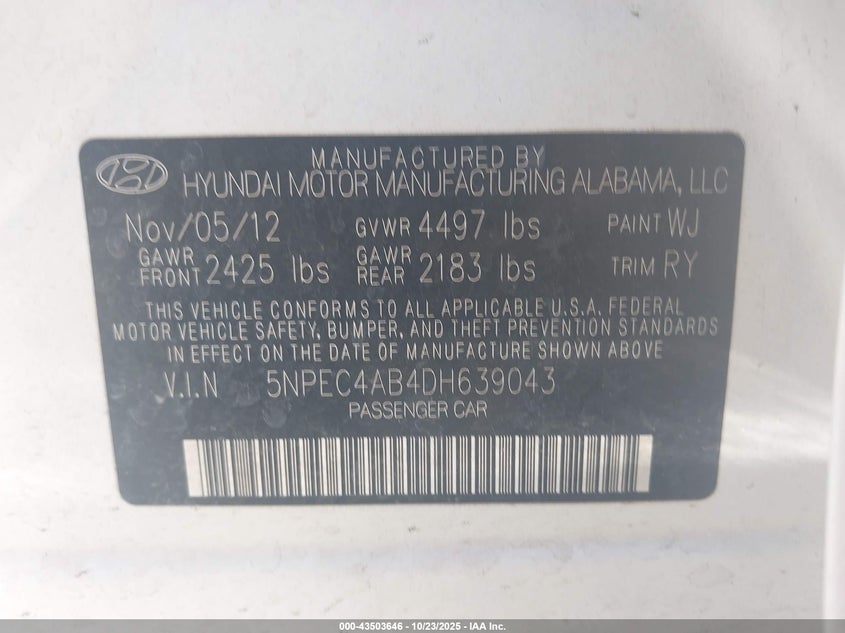 MANUFACTURED BY
HYUNDAI MOTOR MANUFACTURING ALABAMA, LLC
Nov/05/12 GVWR 4497 lbs PAINT WJ
GAWR FRONT 2425 lbs GAWR REAR 2183 lbs TRIM RY
THIS VEHICLE CONFORMS TO ALL APPLICABLE U.S.A. FEDERAL
MOTOR VEHICLE SAFETY, BUMPER, AND THEFT PREVENTION STANDARDS
IN EFFECT ON THE DATE OF MANUFACTURE SHOWN ABOVE
V.I.N 5NPEC4AB4DH639043
PASSENGER CAR
000-43503646 - 10/23/2025 - IAA Inc.